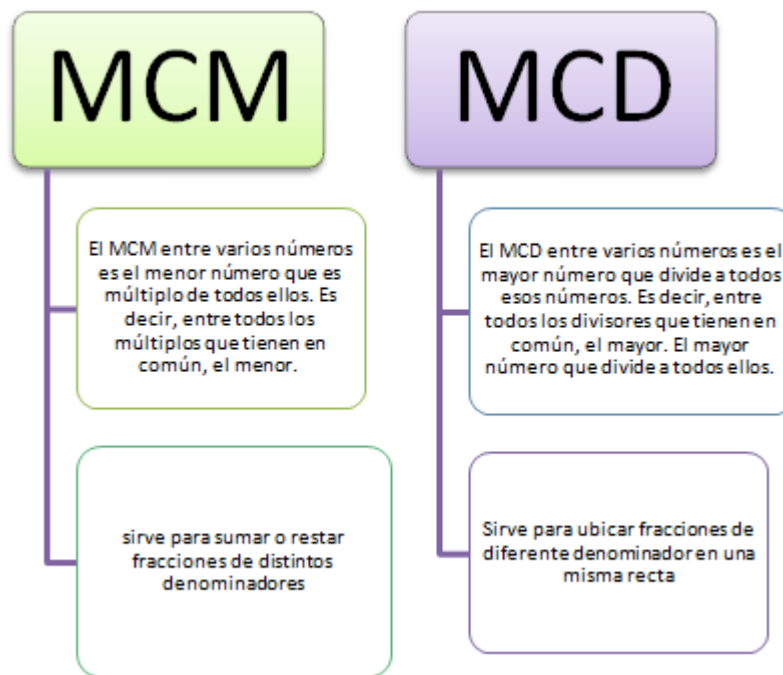 MCM
El MCM entre varios números
es el menor número que es
múltiplo de todos ellos. Es
decir, entre todos los
múltiplos que tienen en
común, el menor.
sirve para sumar o restar
fracciones de distintos
denominadores
MCD
El MCD entre varios números es el
mayor número que divide a todos
esos números. Es decir, entre
todos los divisores que tienen en
común, el mayor. El mayor
número que divide a todos ellos.
Sirve para ubicar fracciones de
diferente denominador en una
misma recta